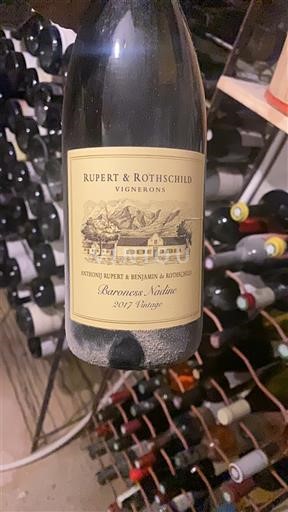 RUPERT & ROTHSCHILD
VIGNERONS
ANTHONIJ RUPERT & BENJAMIN de ROTHSCHILD
Baroness Nadine
2017 Vintage